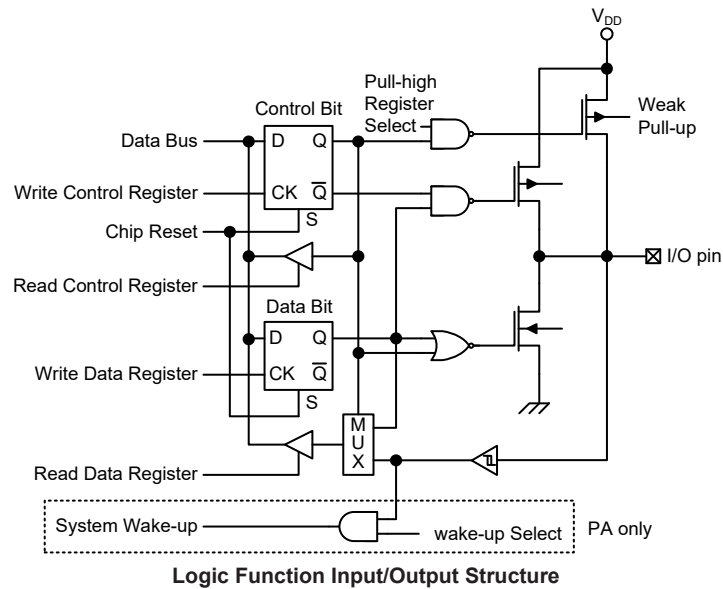 V_DD
Pull-high
Register
Select
Weak
Pull-up
Control Bit
Data Bus
D
Q
Write Control Register
CK
Q̅
S
Chip Reset
I/O pin
Read Control Register
Data Bit
D
Q
Write Data Register
CK
Q̅
S
M
U
X
Read Data Register
System Wake-up
wake-up Select
PA only
Logic Function Input/Output Structure